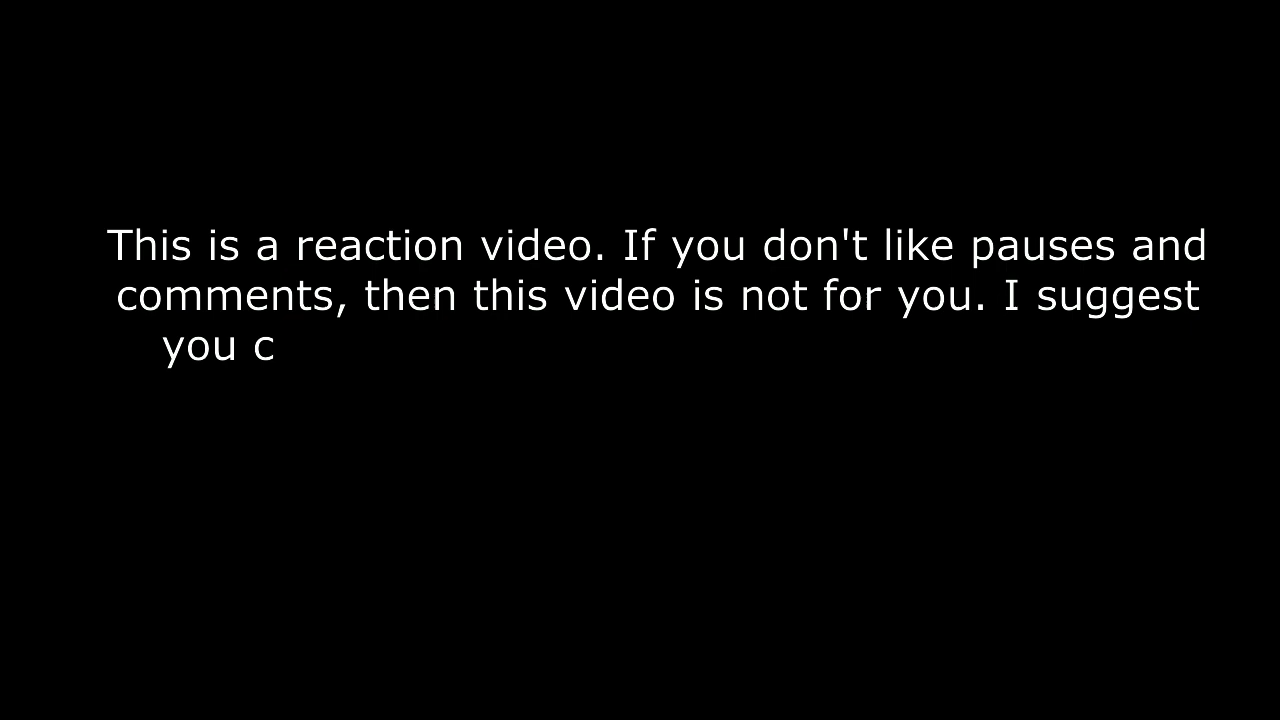 This is a reaction video. If you don't like pauses and
comments, then this video is not for you. I suggest
you c